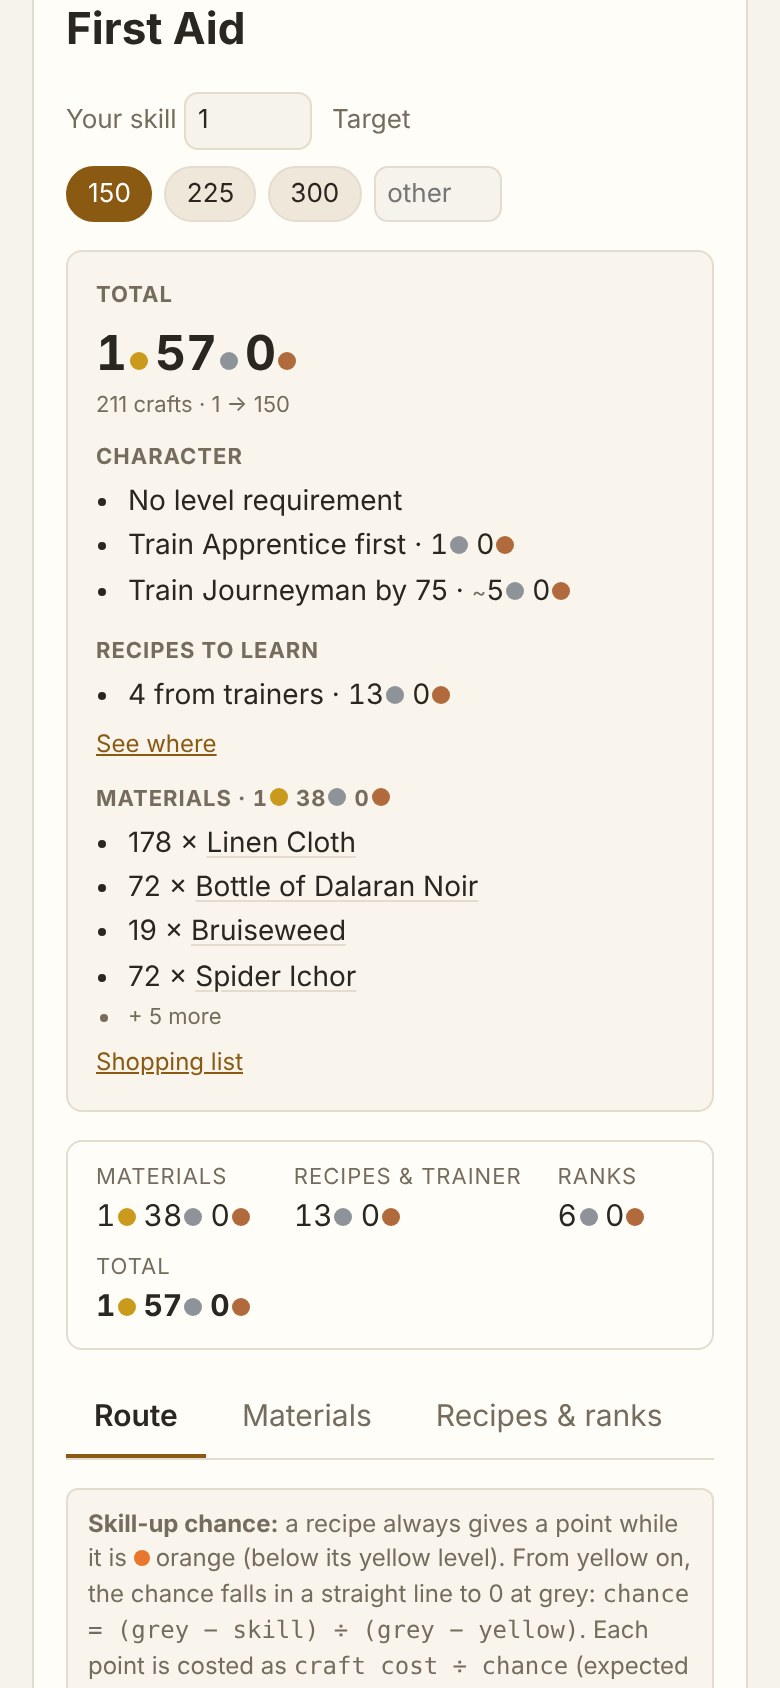 First Aid
Your skill 1 Target
150 225 300 other
TOTAL
1 57 0
211 crafts · 1 → 150
CHARACTER
• No level requirement
• Train Apprentice first · 1 0
• Train Journeyman by 75 · ~5 0
RECIPES TO LEARN
• 4 from trainers · 13 0
See where
MATERIALS · 1 38 0
• 178 × Linen Cloth
• 72 × Bottle of Dalaran Noir
• 19 × Bruiseweed
• 72 × Spider Ichor
• + 5 more
Shopping list
MATERIALS RECIPES & TRAINER RANKS
1 38 0 13 0 6 0
TOTAL
1 57 0
Route Materials Recipes & ranks
Skill-up chance: a recipe always gives a point while
it is orange (below its yellow level). From yellow on,
the chance falls in a straight line to 0 at grey: chance
= (grey − skill) ÷ (grey − yellow). Each
point is costed as craft cost ÷ chance (expected